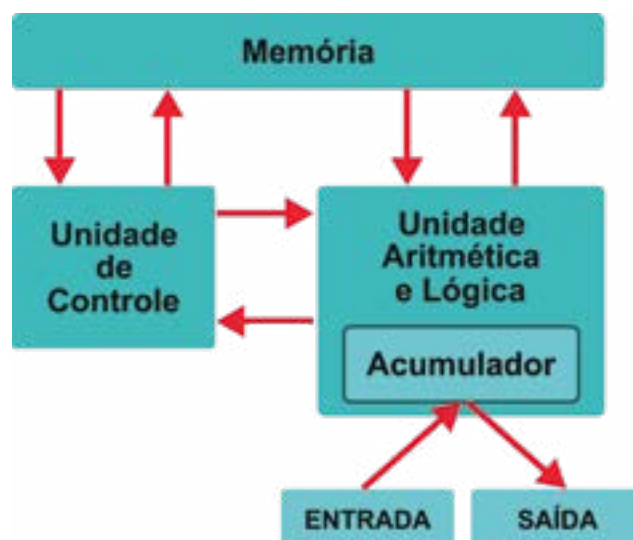 Memória
Unidade
de
Controle
Unidade
Aritmética
e Lógica
Acumulador
ENTRADA
SAÍDA